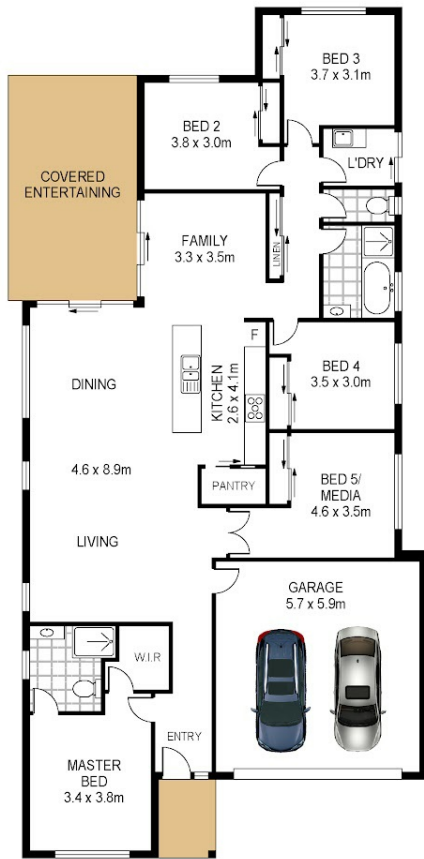 BED 3
3.7 x 3.1m
BED 2
3.8 x 3.0m
L'DRY
COVERED
ENTERTAINING
FAMILY
3.3 x 3.5m
LINEN
F
KITCHEN
2.6 x 4.1m
DINING
BED 4
3.5 x 3.0m
4.6 x 8.9m
PANTRY
BED 5/
MEDIA
4.6 x 3.5m
LIVING
GARAGE
5.7 x 5.9m
W.I.R
ENTRY
MASTER
BED
3.4 x 3.8m